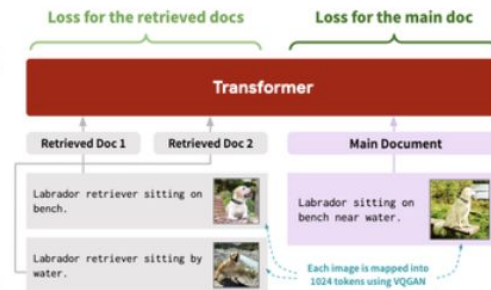 Loss for the retrieved docs
Loss for the main doc
Transformer
Retrieved Doc 1
Retrieved Doc 2
Main Document
Labrador retriever sitting on
bench.
Labrador sitting on
bench near water.
Labrador retriever sitting by
water.
Each image is mapped into
1024 tokens using VQGAN